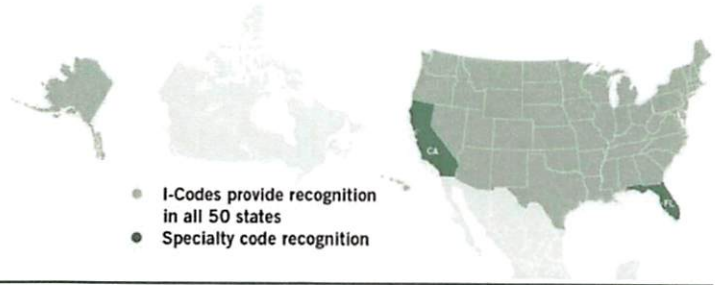 CA
FL
I-Codes provide recognition
in all 50 states
Specialty code recognition